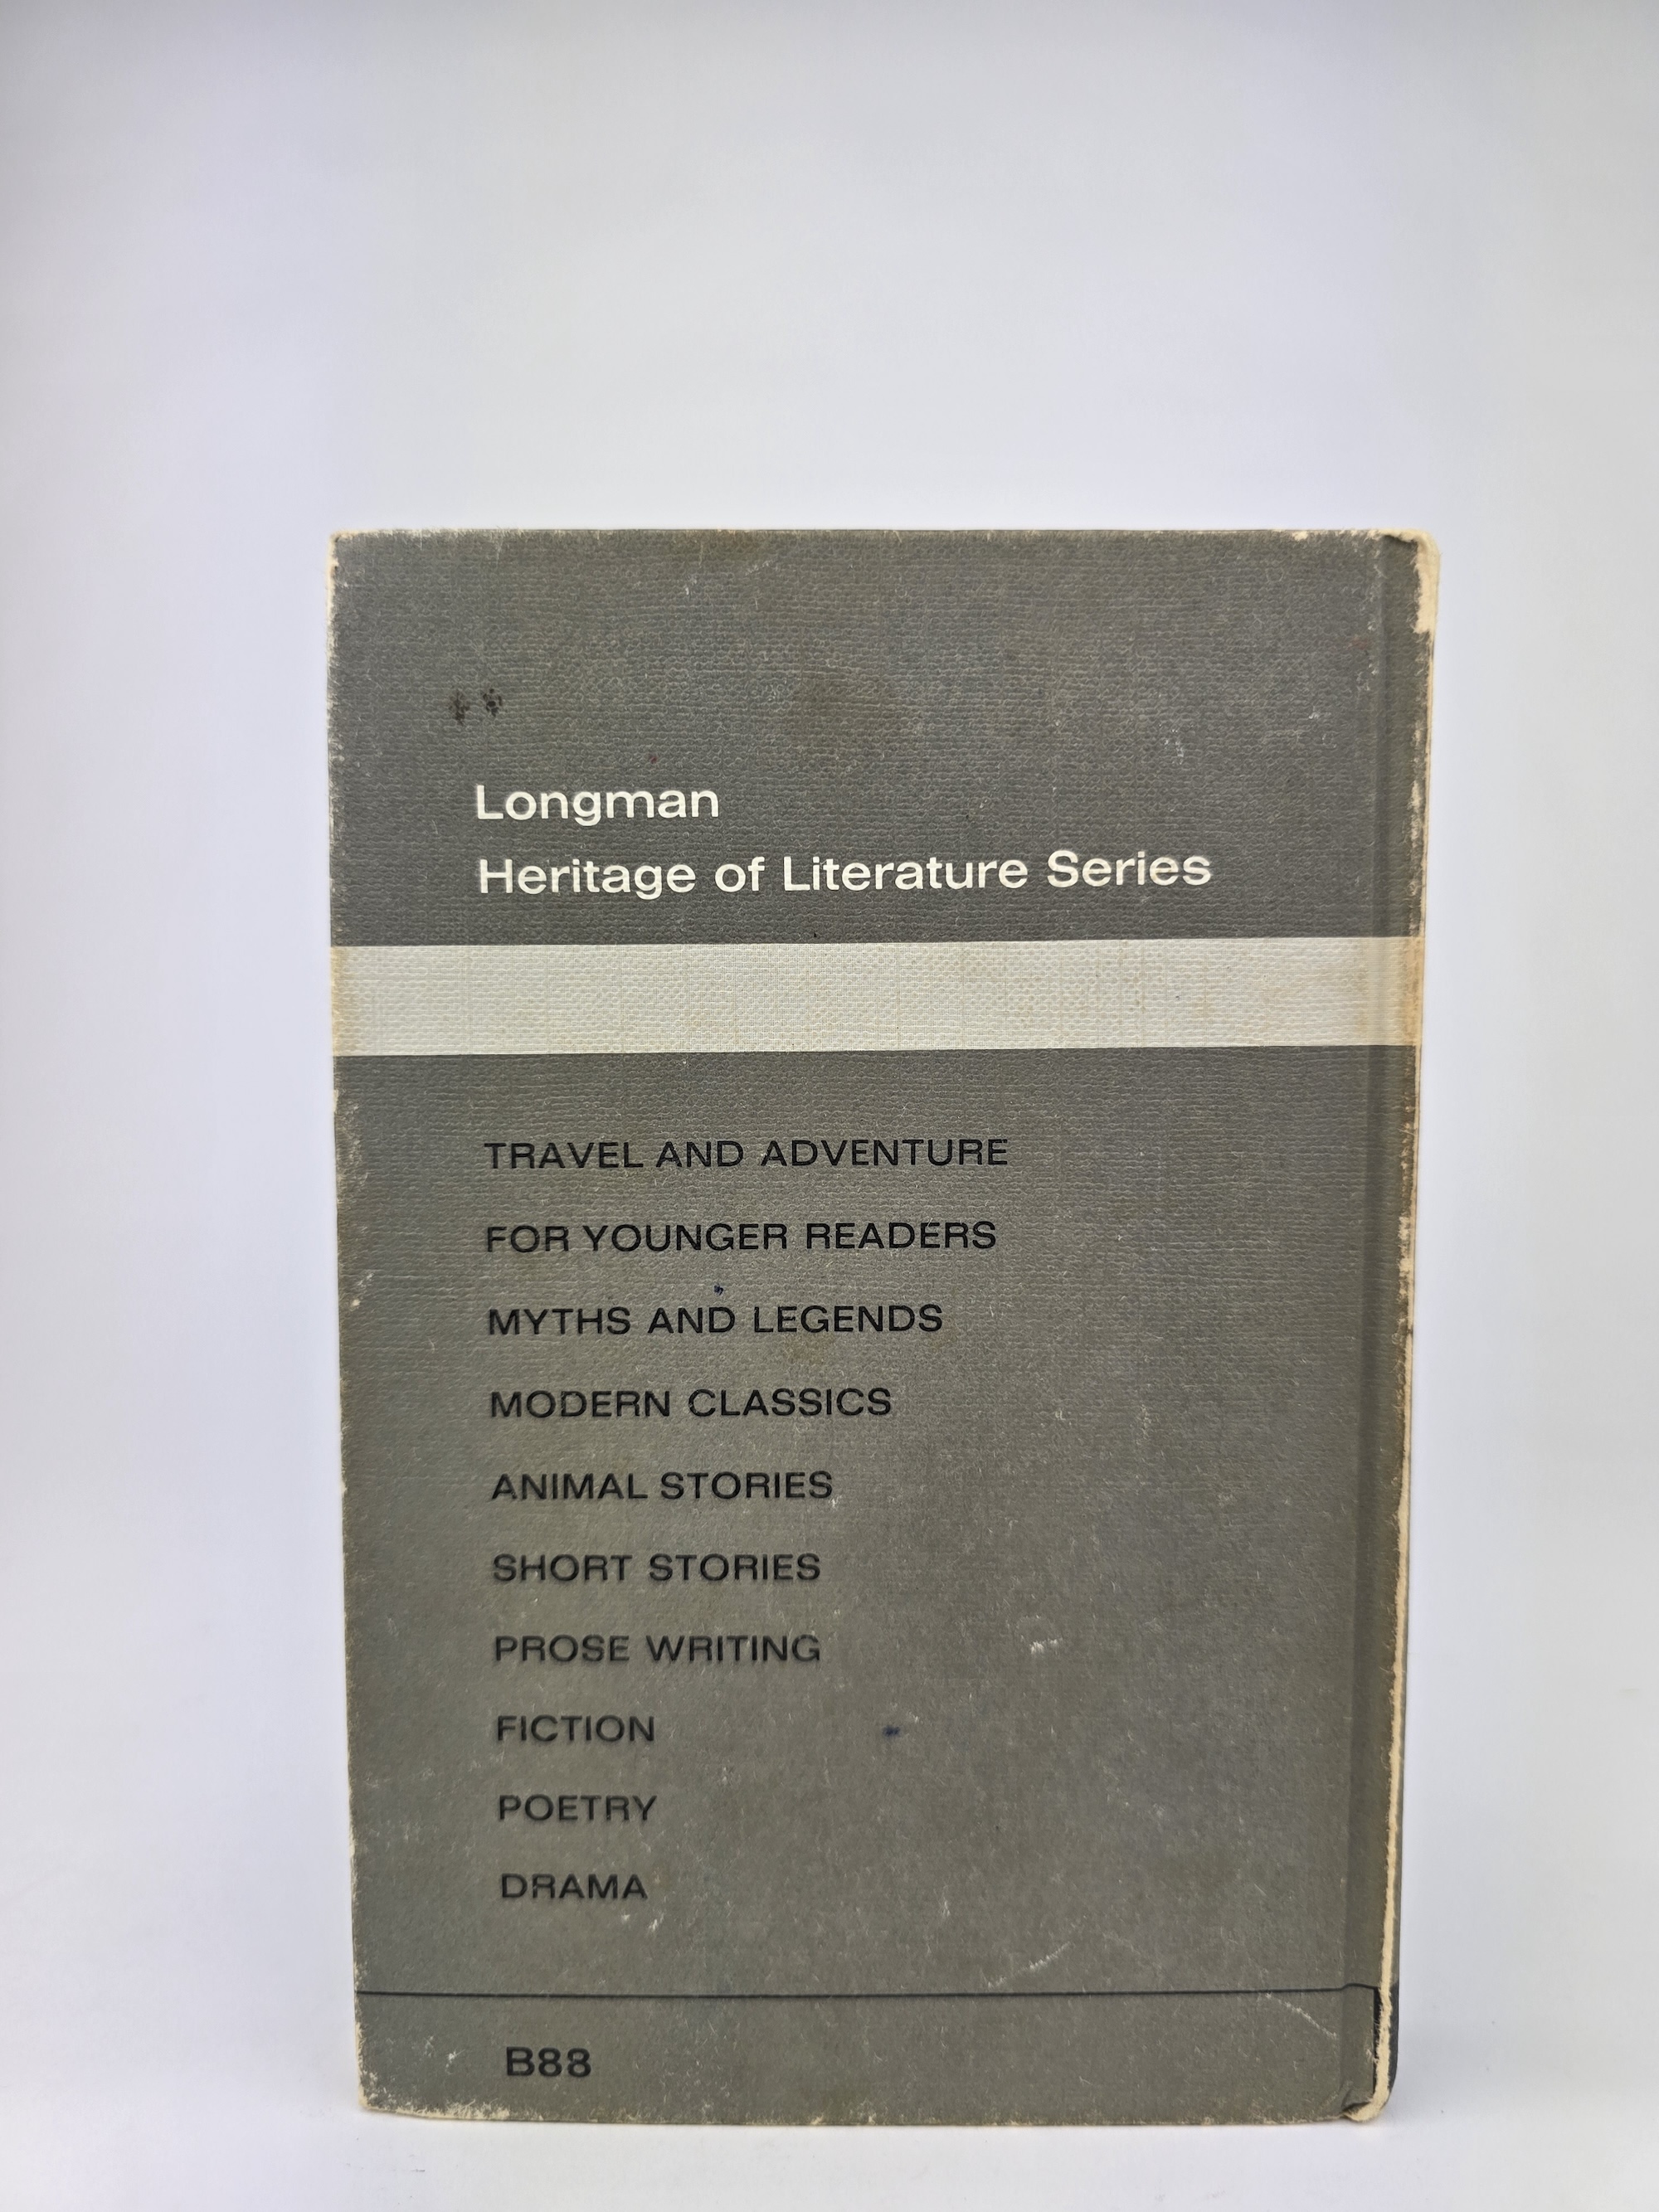 Longman
Heritage of Literature Series
TRAVEL AND ADVENTURE
FOR YOUNGER READERS
MYTHS AND LEGENDS
MODERN CLASSICS
ANIMAL STORIES
SHORT STORIES
PROSE WRITING
FICTION
POETRY
DRAMA
B88